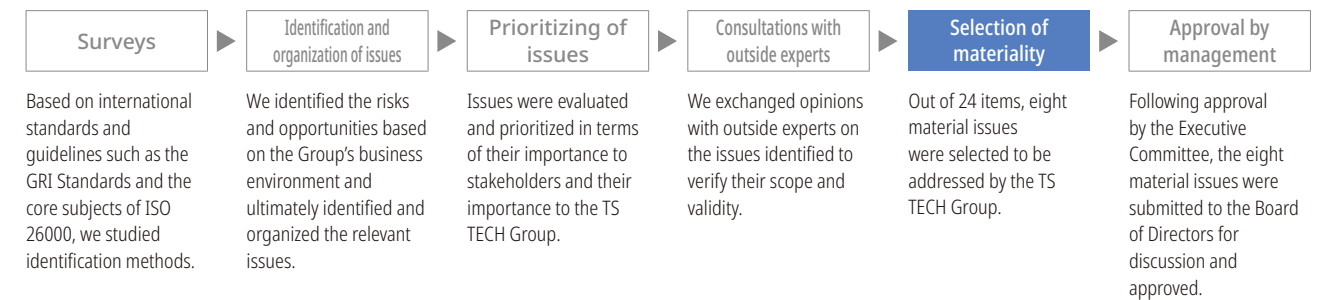 Surveys
Based on international
standards and
guidelines such as the
GRI Standards and the
core subjects of ISO
26000, we studied
identification methods.
Identification and
organization of issues
We identified the risks
and opportunities based
on the Group's business
environment and
ultimately identified and
organized the relevant
issues.
Prioritizing of
issues
Issues were evaluated
and prioritized in terms
of their importance to
stakeholders and their
importance to the TS
TECH Group.
Consultations with
outside experts
We exchanged opinions
with outside experts on
the issues identified to
verify their scope and
validity.
Selection of
materiality
Out of 24 items, eight
material issues
were selected to be
addressed by the TS
TECH Group.
Approval by
management
Following approval
by the Executive
Committee, the eight
material issues were
submitted to the Board
of Directors for
discussion and
approved.